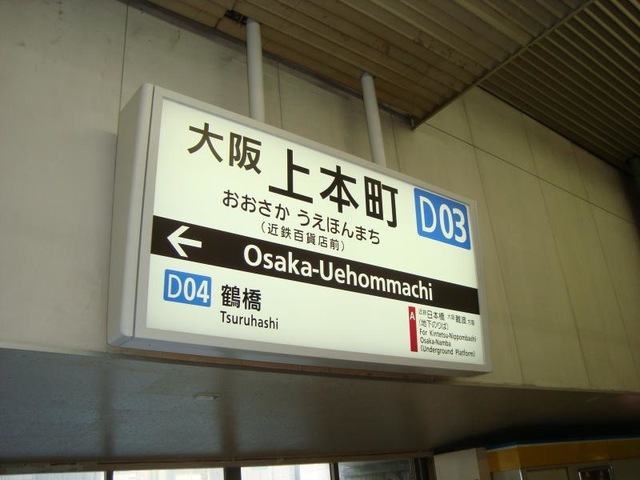 大阪上本町 D03
おおさか うえほんまち
(近鉄百貨店前)
← Osaka-Uehommachi
D04 鶴橋
Tsuruhashi
A 近鉄日本橋 大阪難波 方面
(地下のりば)
For Kintetsu-Nippombashi
Osaka-Namba
(Underground Platform)